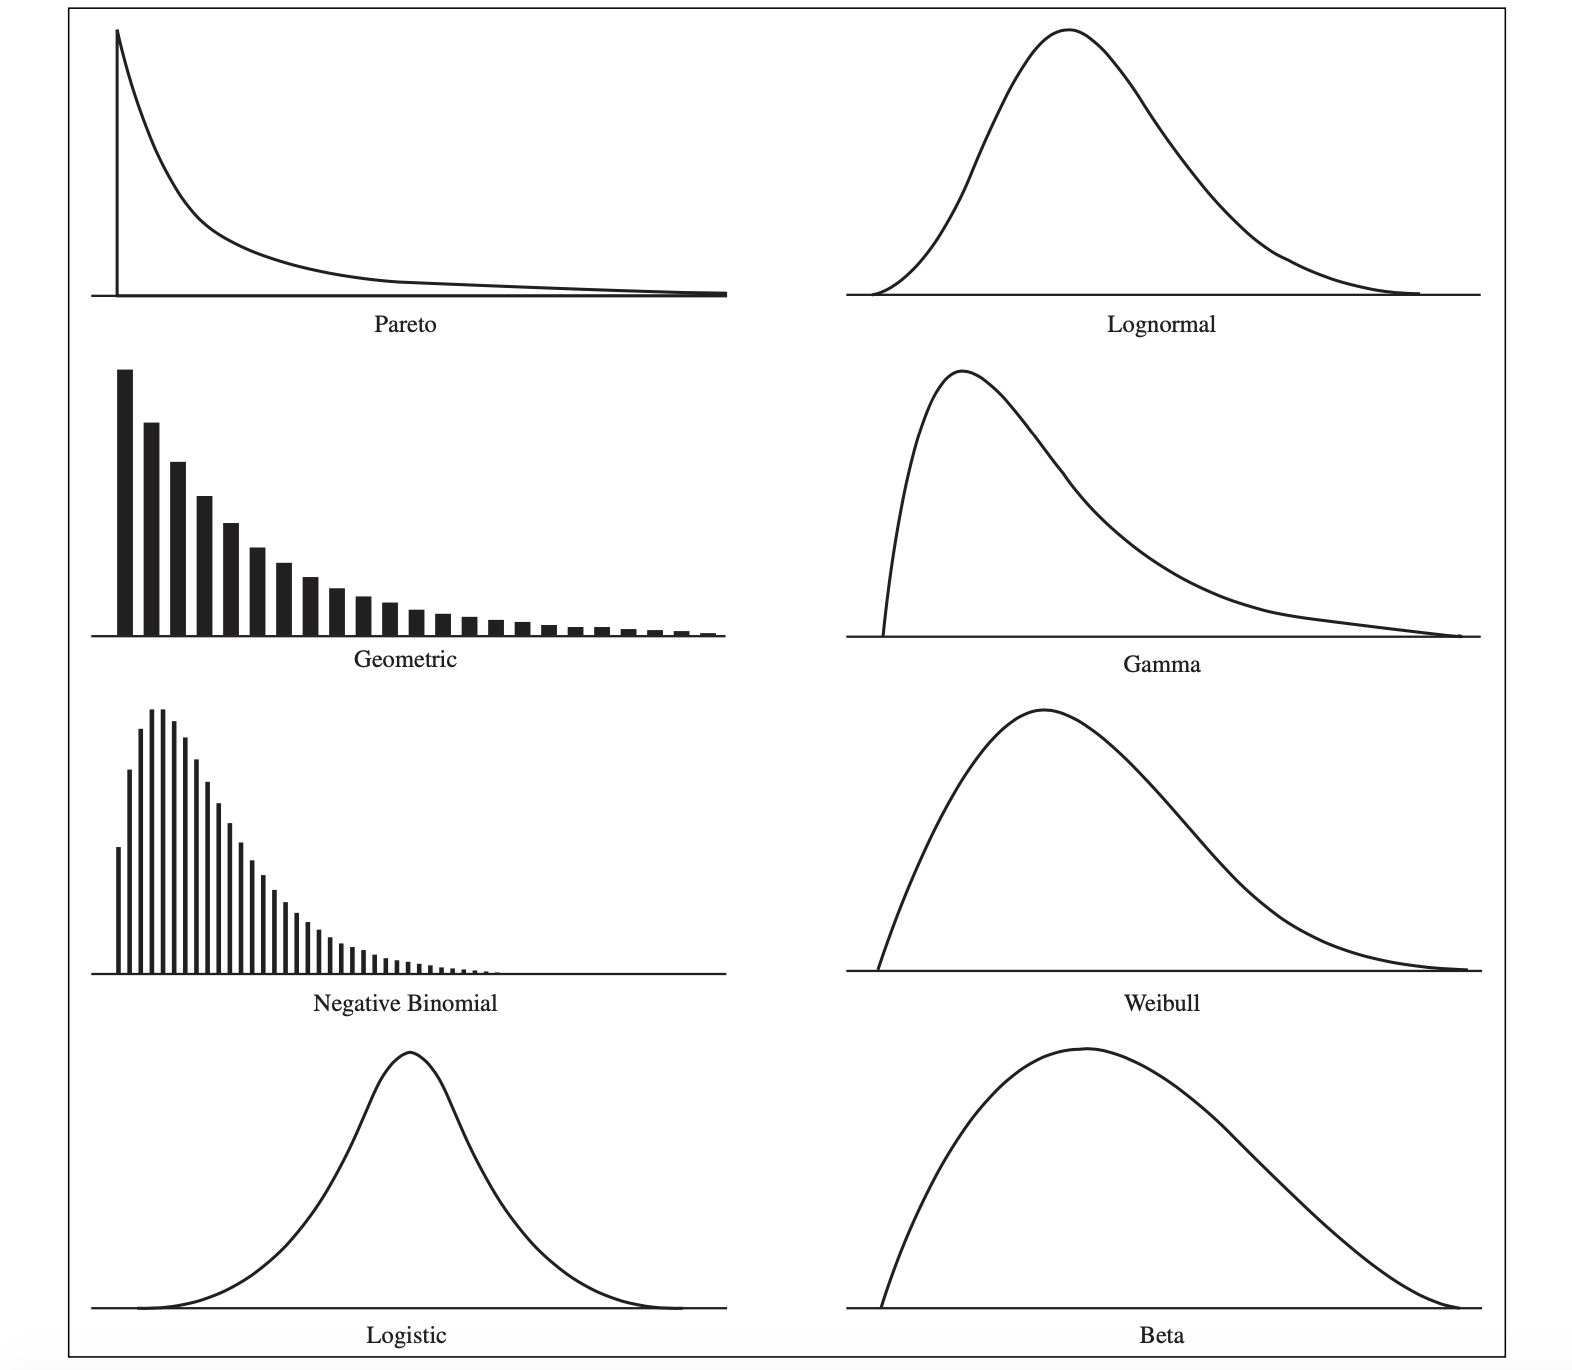 Pareto
Lognormal
Geometric
Gamma
Negative Binomial
Weibull
Logistic
Beta